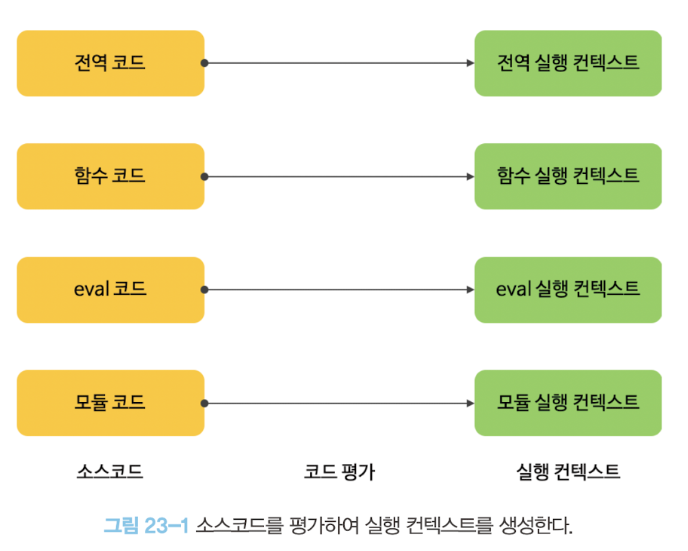 전역 코드
전역 실행 컨텍스트
함수 코드
함수 실행 컨텍스트
eval 코드
eval 실행 컨텍스트
모듈 코드
모듈 실행 컨텍스트
소스코드
코드 평가
실행 컨텍스트
그림 23-1 소스코드를 평가하여 실행 컨텍스트를 생성한다.